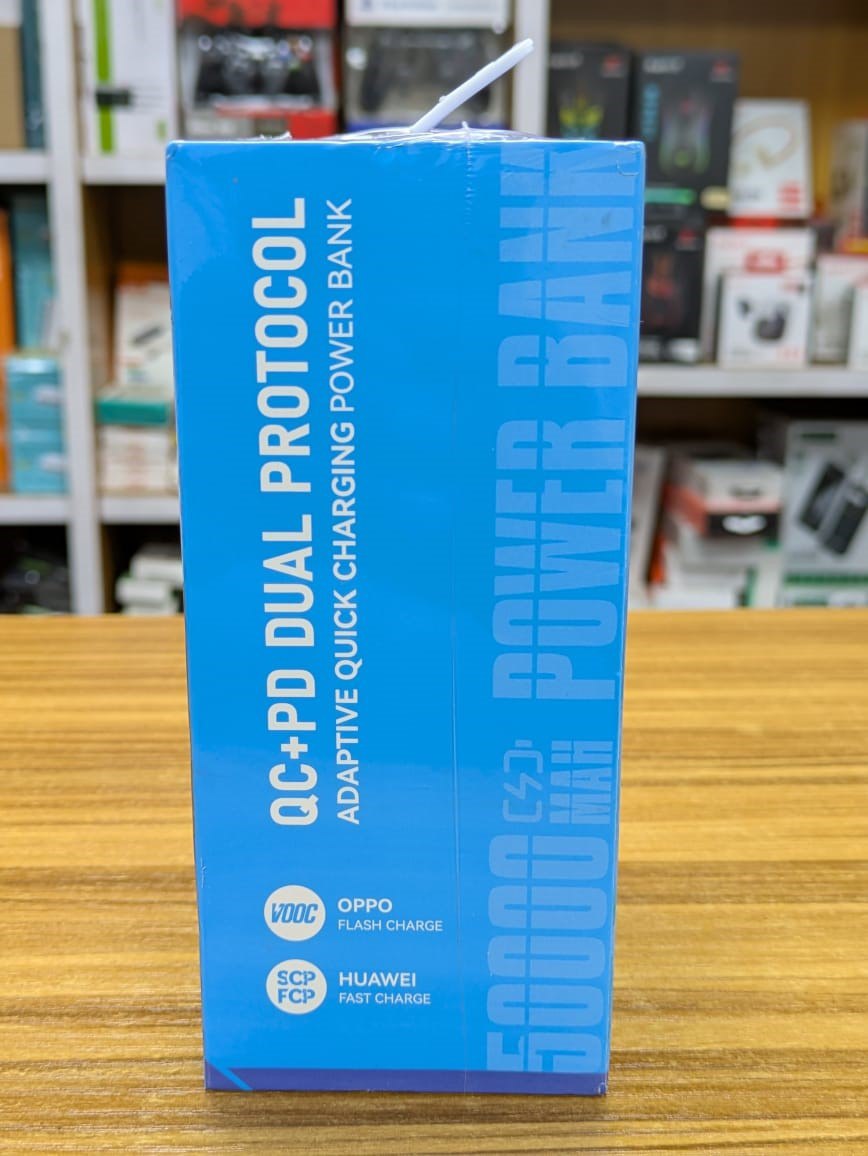 QC+PD DUAL PROTOCOL
ADAPTIVE QUICK CHARGING POWER BANK
VOOC
OPPO
FLASH CHARGE
SCP
FCP
HUAWEI
FAST CHARGE
50000 MAH POWER BANK